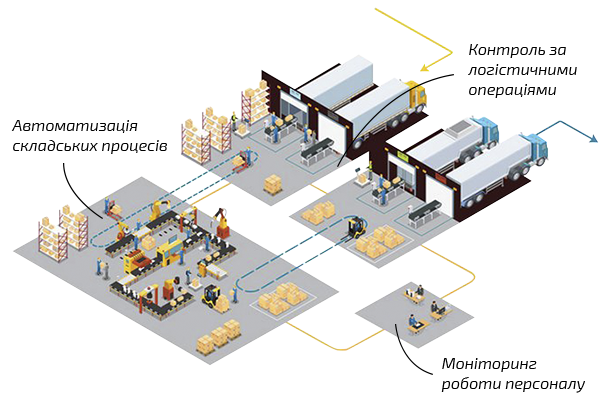 Контроль за
логістичними
операціями
Автоматизація
складських процесів
Моніторинг
роботи персоналу